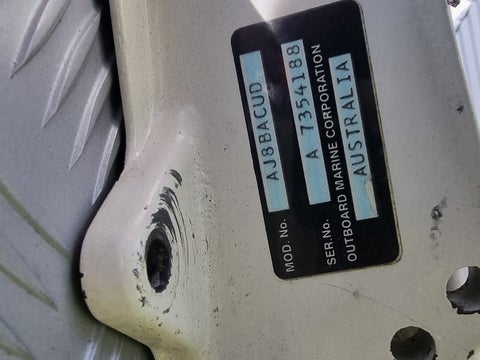 MOD. No. AJ8BACUD
SER.No. A 7354188
OUTBOARD MARINE CORPORATION
AUSTRALIA